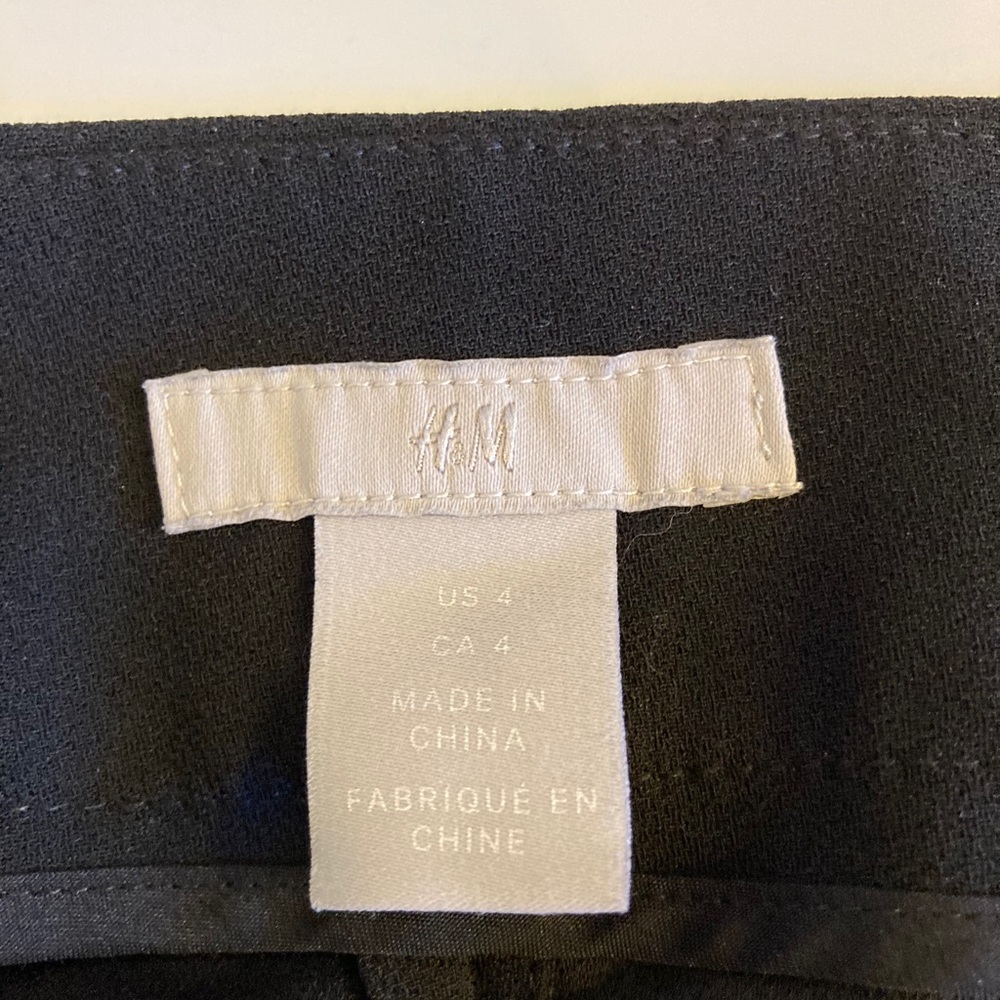 H&M
US 4
CA 4
MADE IN
CHINA
FABRIQUÉ EN
CHINE